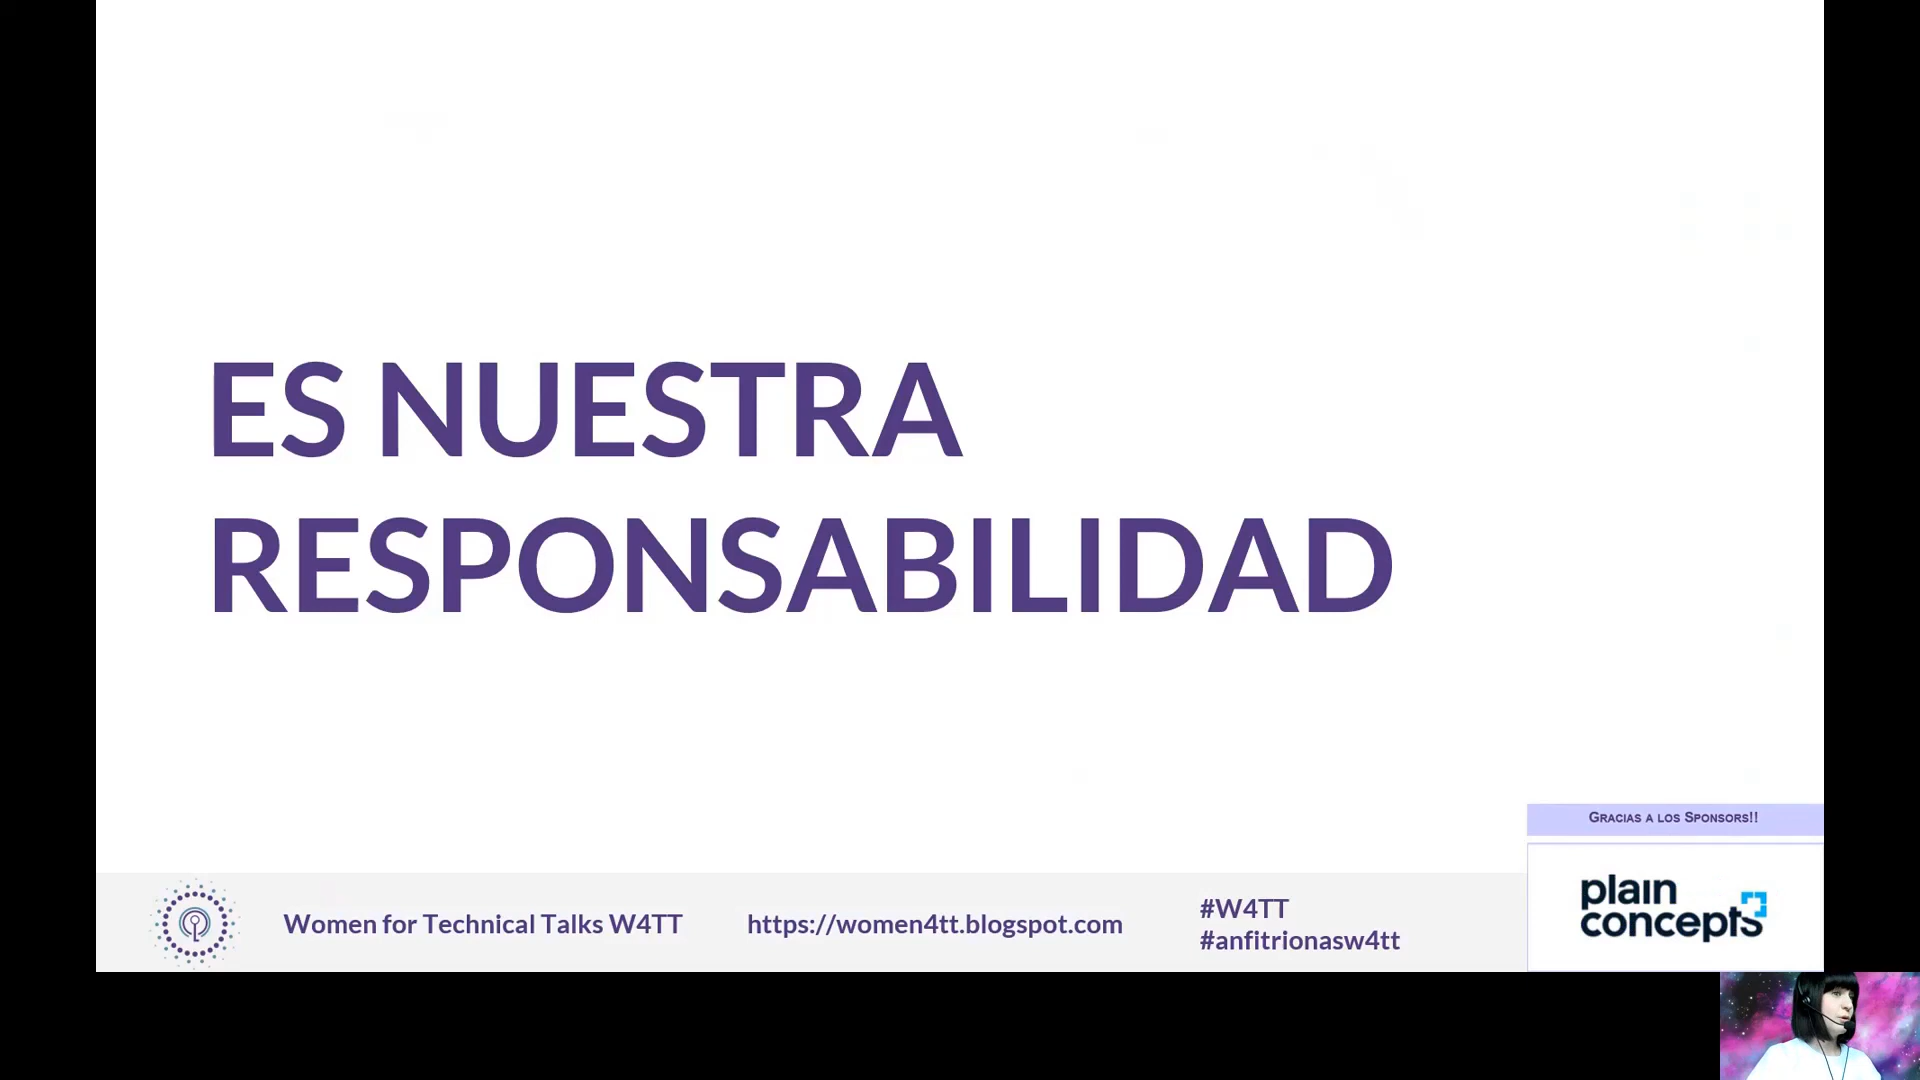 ES NUESTRA
RESPONSABILIDAD
GRACIAS A LOS SPONSORS!!
Women for Technical Talks W4TT
https://women4tt.blogspot.com
#W4TT
#anfitrionasw4tt
plain
concepts